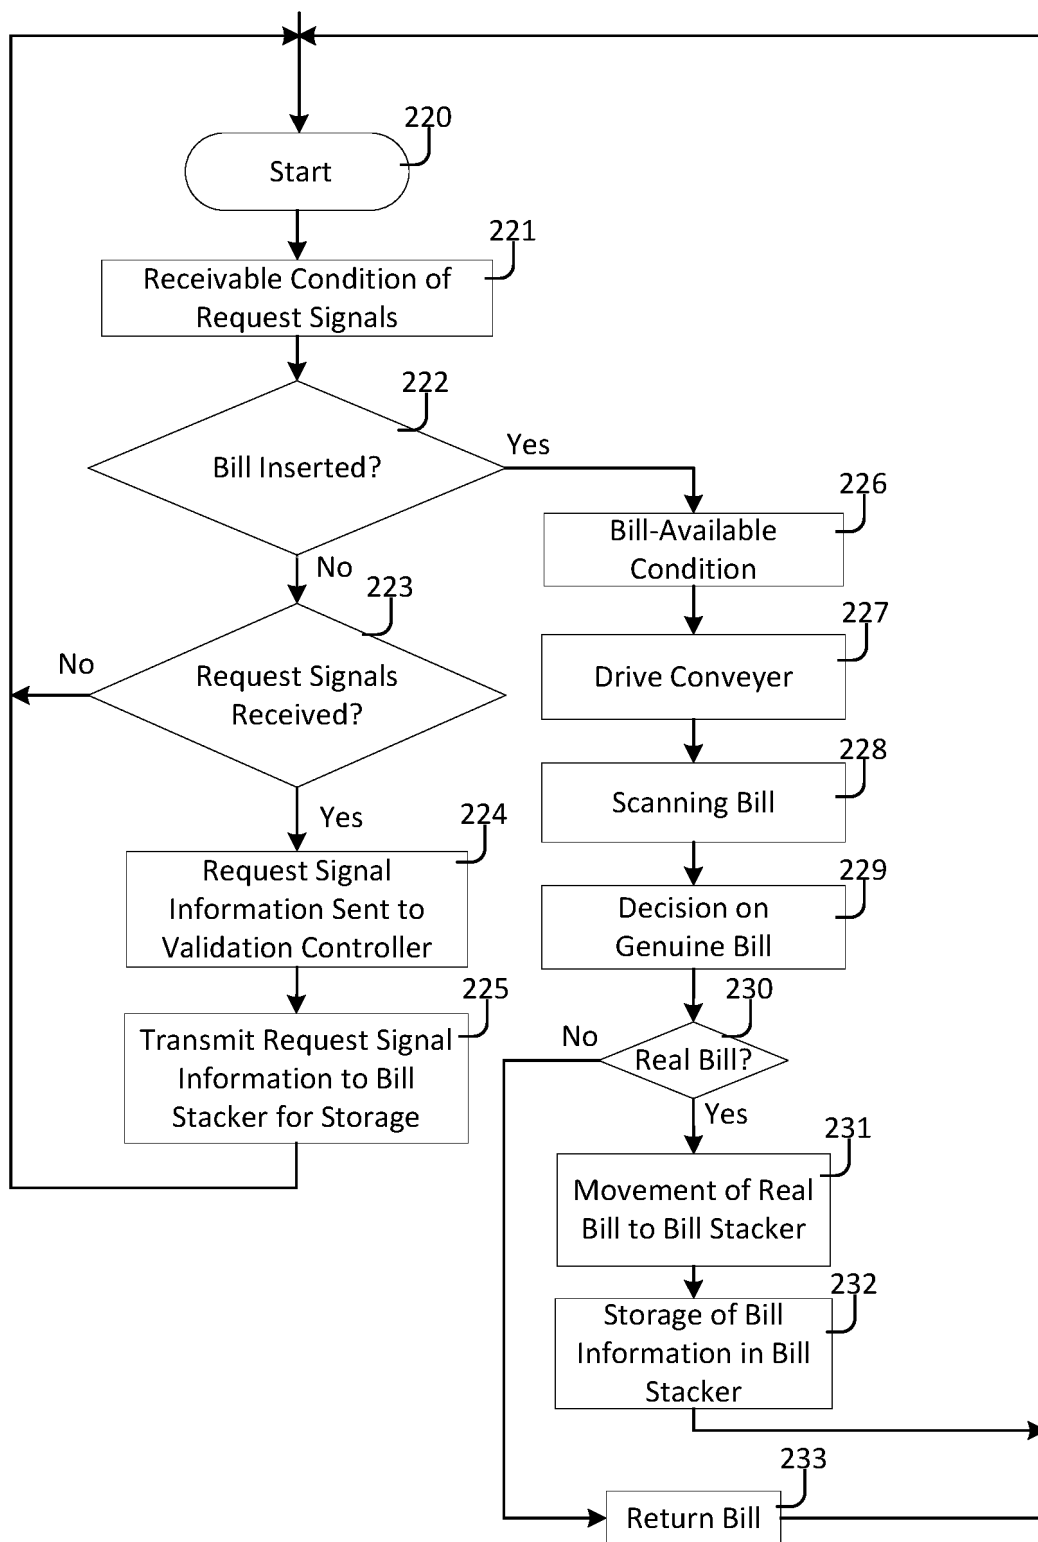 220
Start
221
Receivable Condition of
Request Signals
222
Bill Inserted?
Yes
No
223
Request Signals
Received?
No
Yes
224
Request Signal
Information Sent to
Validation Controller
225
Transmit Request Signal
Information to Bill
Stacker for Storage
226
Bill-Available
Condition
227
Drive Conveyer
228
Scanning Bill
229
Decision on
Genuine Bill
230
Real Bill?
No
Yes
231
Movement of Real
Bill to Bill Stacker
232
Storage of Bill
Information in Bill
Stacker
233
Return Bill